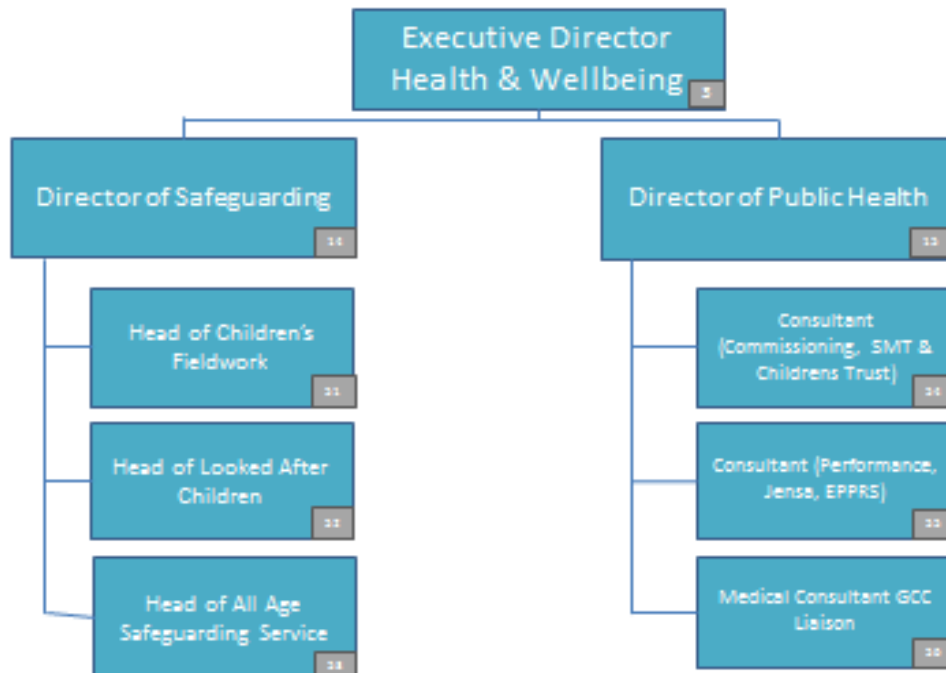 Executive Director
Health & Wellbeing
Director of Safeguarding
Director of Public Health
Head of Children's
Fieldwork
Consultant
(Commissioning, SMT &
Childrens Trust)
Head of Looked After
Children
Consultant (Performance,
Jensa, EPPRS)
Head of All Age
Safeguarding Service
Medical Consultant GCC
Liaison